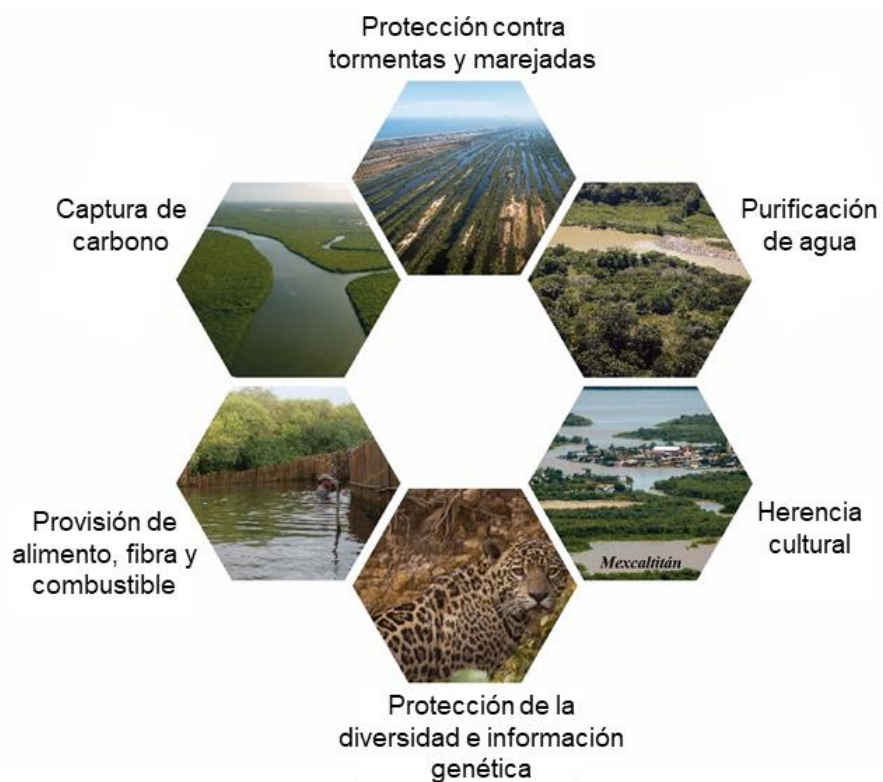 Protección contra
tormentas y marejadas
Captura de
carbono
Purificación
de agua
Provisión de
alimento, fibra y
combustible
Herencia
cultural
Mexcaltitán
Protección de la
diversidad e información
genética